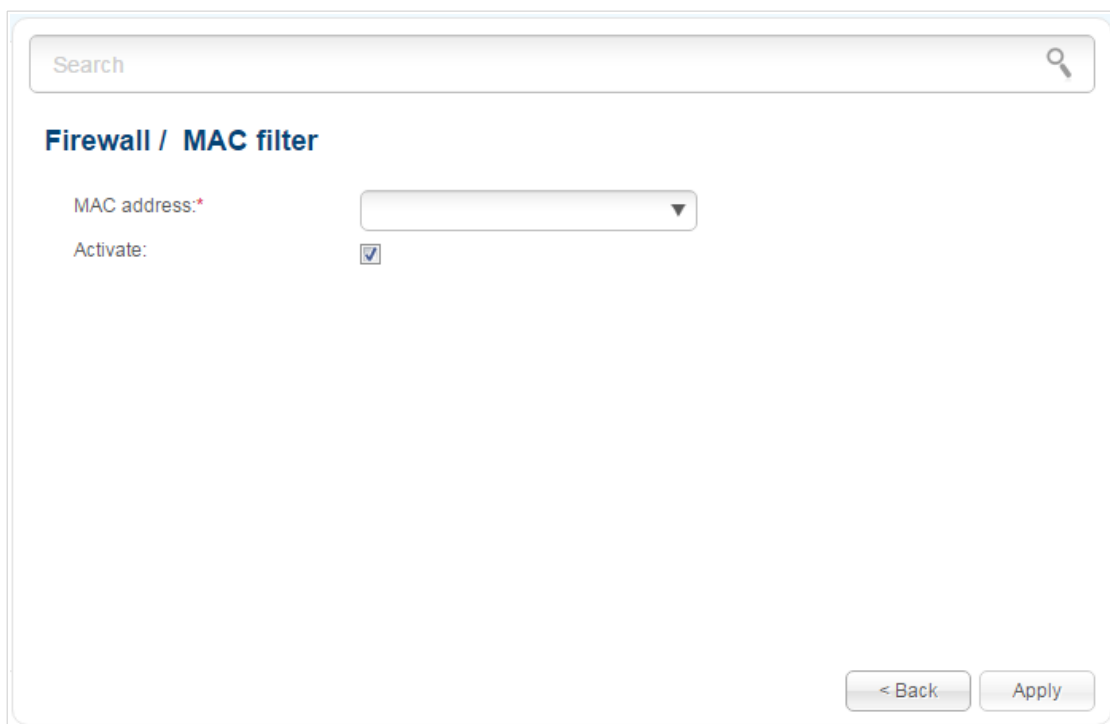 Search
Firewall / MAC filter
MAC address:*
Activate:
< Back
Apply